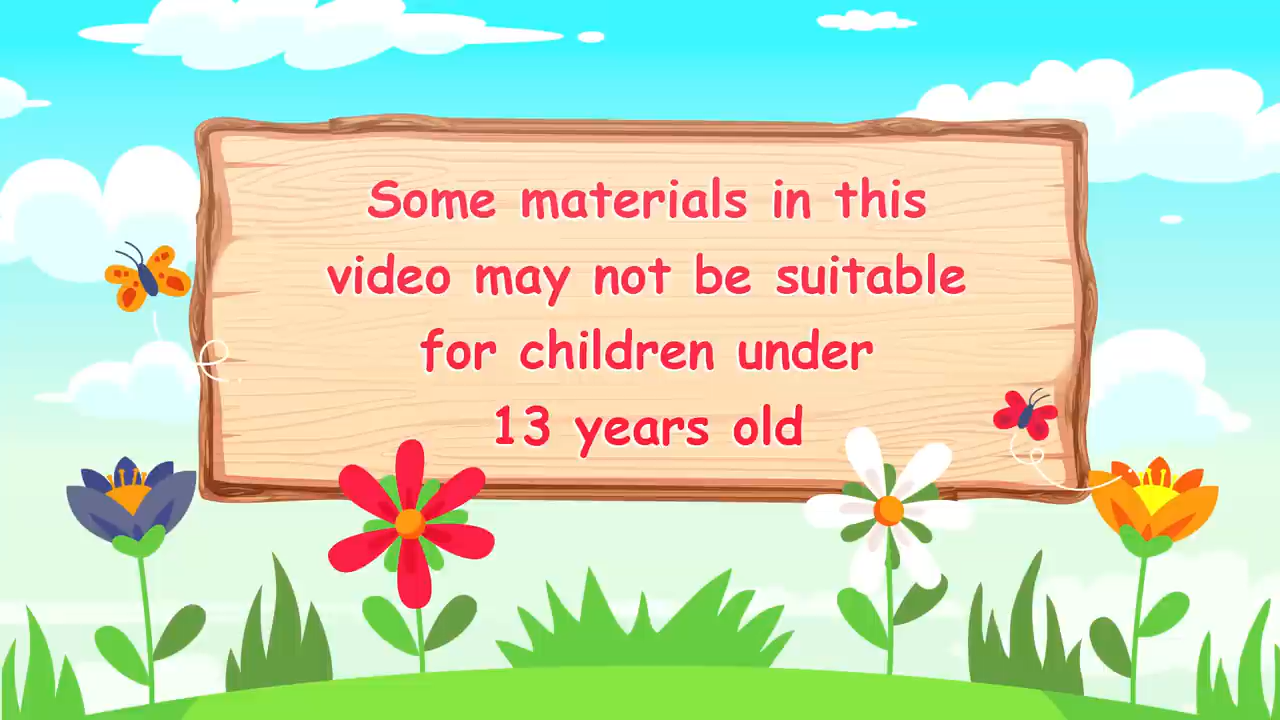 Some materials in this
video may not be suitable
for children under
13 years old